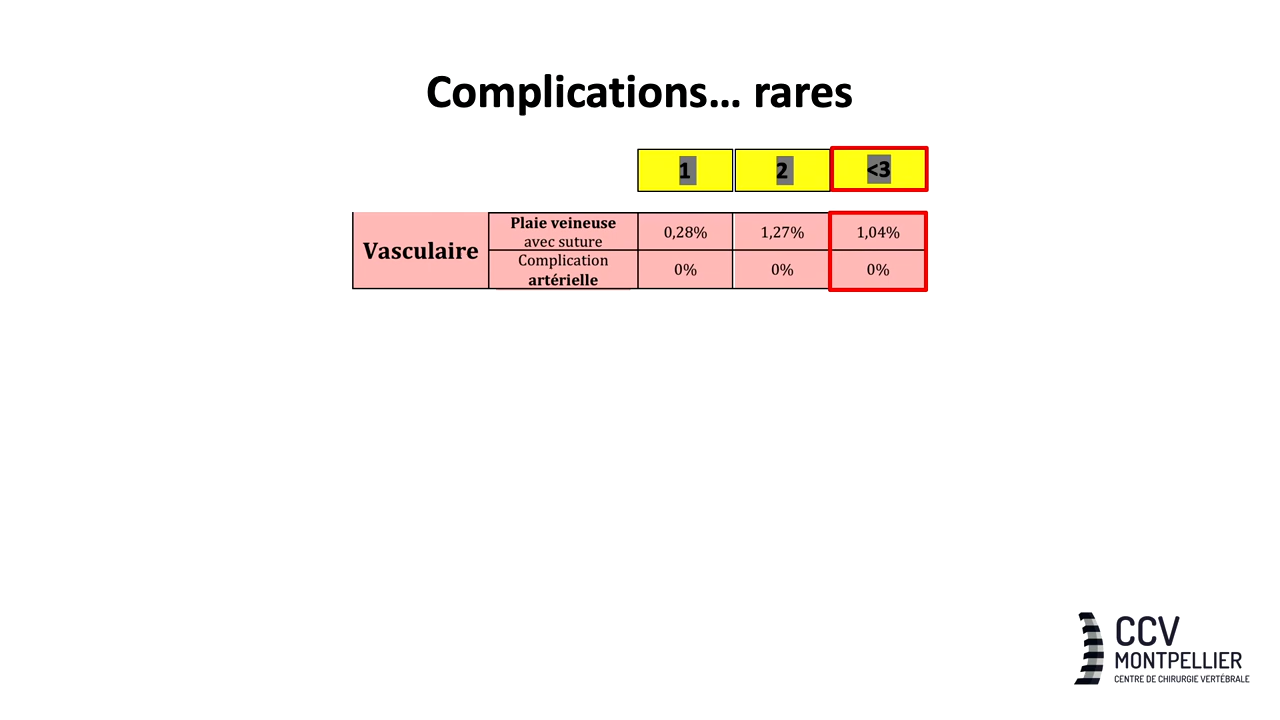 Complications... rares
1 2 <3
Vasculaire
Plaie veineuse
avec suture
0,28% 1,27% 1,04%
Complication
artérielle
0% 0% 0%
CCV
MONTPELLIER
CENTRE DE CHIRURGIE VERTÉBRALE